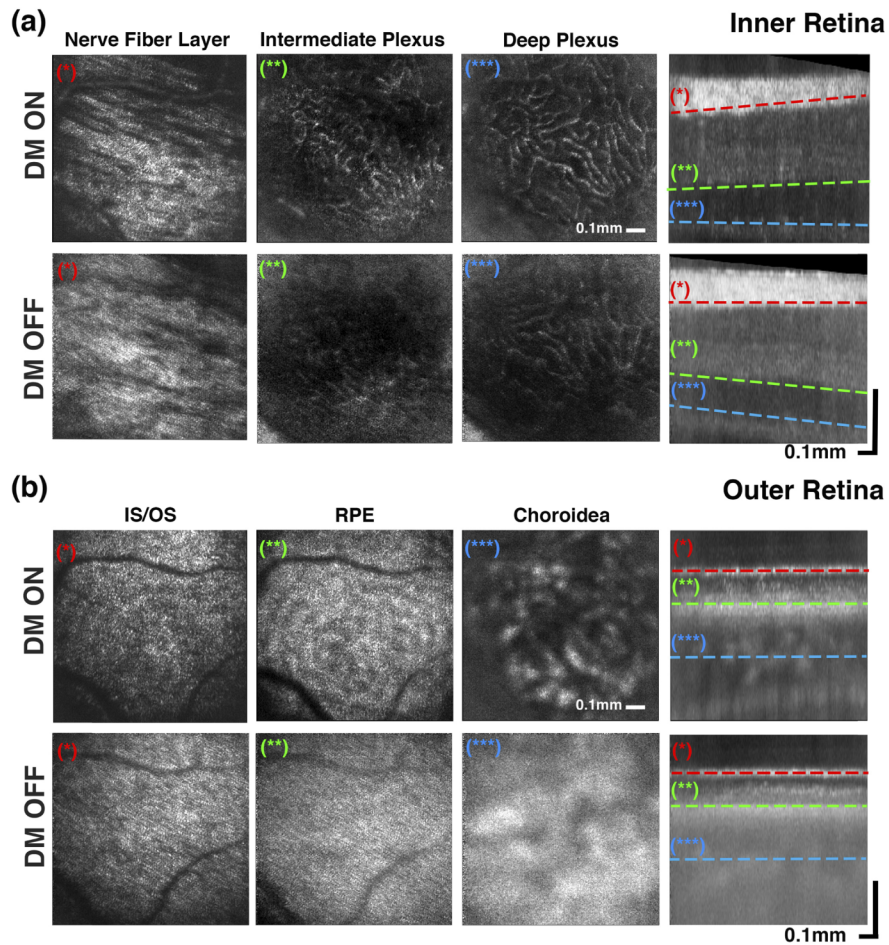 (a)
Inner Retina
Nerve Fiber Layer
Intermediate Plexus
Deep Plexus
DM ON
(*)
(**)
(***)
0.1mm
(*)
(**)
(***)
DM OFF
(*)
(**)
(***)
(*)
(**)
(***)
0.1mm
(b)
Outer Retina
IS/OS
RPE
Choroidea
DM ON
(*)
(**)
(***)
0.1mm
(*)
(**)
(***)
DM OFF
(*)
(**)
(***)
(*)
(**)
(***)
0.1mm